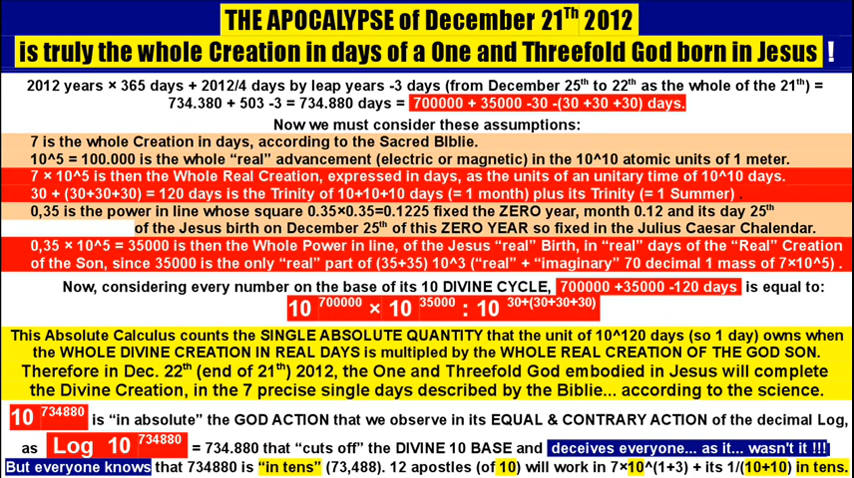 THE APOCALYPSE of December 21Th 2012
is truly the whole Creation in days of a One and Threefold God born in Jesus !
2012 years × 365 days + 2012/4 days by leap years -3 days (from December 25th to 22th as the whole of the 21th) =
734.380 + 503 -3 = 734.880 days = 700000 + 35000 -30 -(30 +30 +30) days.
Now we must consider these assumptions:
7 is the whole Creation in days, according to the Sacred BIblie.
10^5 = 100.000 is the whole “real” advancement (electric or magnetic) in the 10^10 atomic units of 1 meter.
7 × 10^5 is then the Whole Real Creation, expressed in days, as the units of an unitary time of 10^10 days.
30 + (30+30+30) = 120 days is the Trinity of 10+10+10 days (= 1 month) plus its Trinity (= 1 Summer) .
0,35 is the power in line whose square 0.35×0.35=0.1225 fixed the ZERO year, month 0.12 and its day 25th
of the Jesus birth on December 25th of this ZERO YEAR so fixed in the Julius Caesar Chalendar.
0,35 × 10^5 = 35000 is then the Whole Power in line, of the Jesus “real” Birth, in “real” days of the “Real” Creation
of the Son, since 35000 is the only “real” part of (35+35) 10^3 (“real” + “imaginary” 70 decimal 1 mass of 7×10^5) .
Now, considering every number on the base of its 10 DIVINE CYCLE, 700000 +35000 -120 days is equal to:
10 700000 × 10 35000 : 10 30+(30+30+30)
This Absolute Calculus counts the SINGLE ABSOLUTE QUANTITY that the unit of 10^120 days (so 1 day) owns when
the WHOLE DIVINE CREATION IN REAL DAYS is multiplied by the WHOLE REAL CREATION OF THE GOD SON.
Therefore in Dec. 22th (end of 21th) 2012, the One and Threefold God embodied in Jesus will complete
the Divine Creation, in the 7 precise single days described by the Biblie... according to the science.
10 734880 is “in absolute” the GOD ACTION that we observe in its EQUAL & CONTRARY ACTION of the decimal Log,
as Log 10 734880 = 734.880 that “cuts off” the DIVINE 10 BASE and deceives everyone... as it... wasn't it !!!
But everyone knows that 734880 is “in tens” (73,488). 12 apostles (of 10) will work in 7×10^(1+3) + its 1/(10+10) in tens.